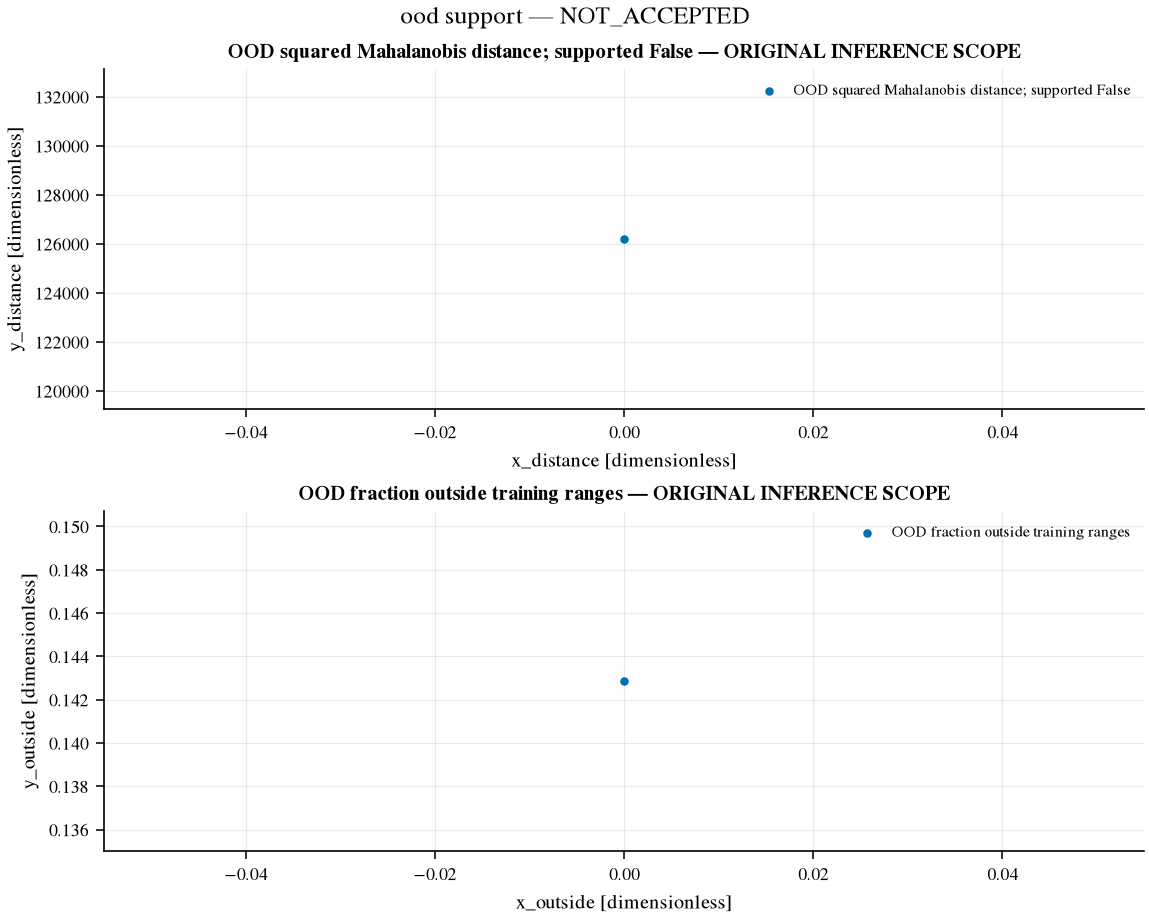 ood support — NOT_ACCEPTED
OOD squared Mahalanobis distance; supported False — ORIGINAL INFERENCE SCOPE
OOD squared Mahalanobis distance; supported False
132000
130000
128000
126000
124000
122000
120000
y_distance [dimensionless]
−0.04 −0.02 0.00 0.02 0.04
x_distance [dimensionless]
OOD fraction outside training ranges — ORIGINAL INFERENCE SCOPE
OOD fraction outside training ranges
0.150
0.148
0.146
0.144
0.142
0.140
0.138
0.136
y_outside [dimensionless]
−0.04 −0.02 0.00 0.02 0.04
x_outside [dimensionless]